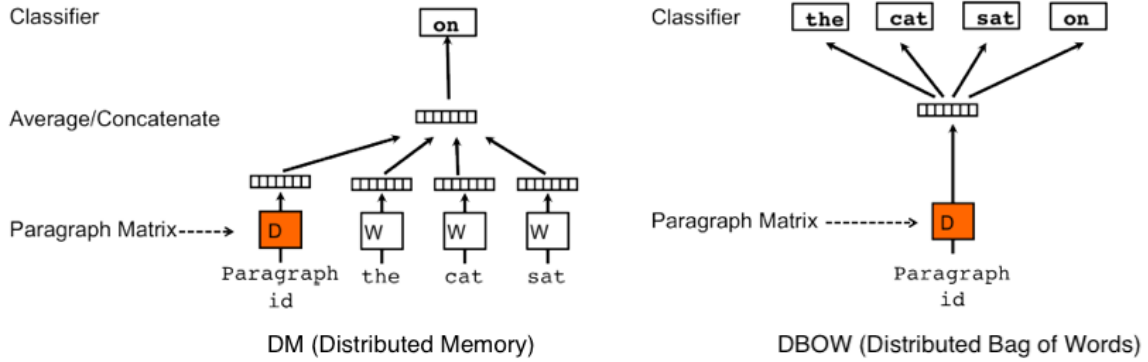 Classifier
on
Average/Concatenate
Paragraph Matrix
D W W W
Paragraph the cat sat
id
DM (Distributed Memory)
Classifier
the cat sat on
Paragraph Matrix
D
Paragraph
id
DBOW (Distributed Bag of Words)